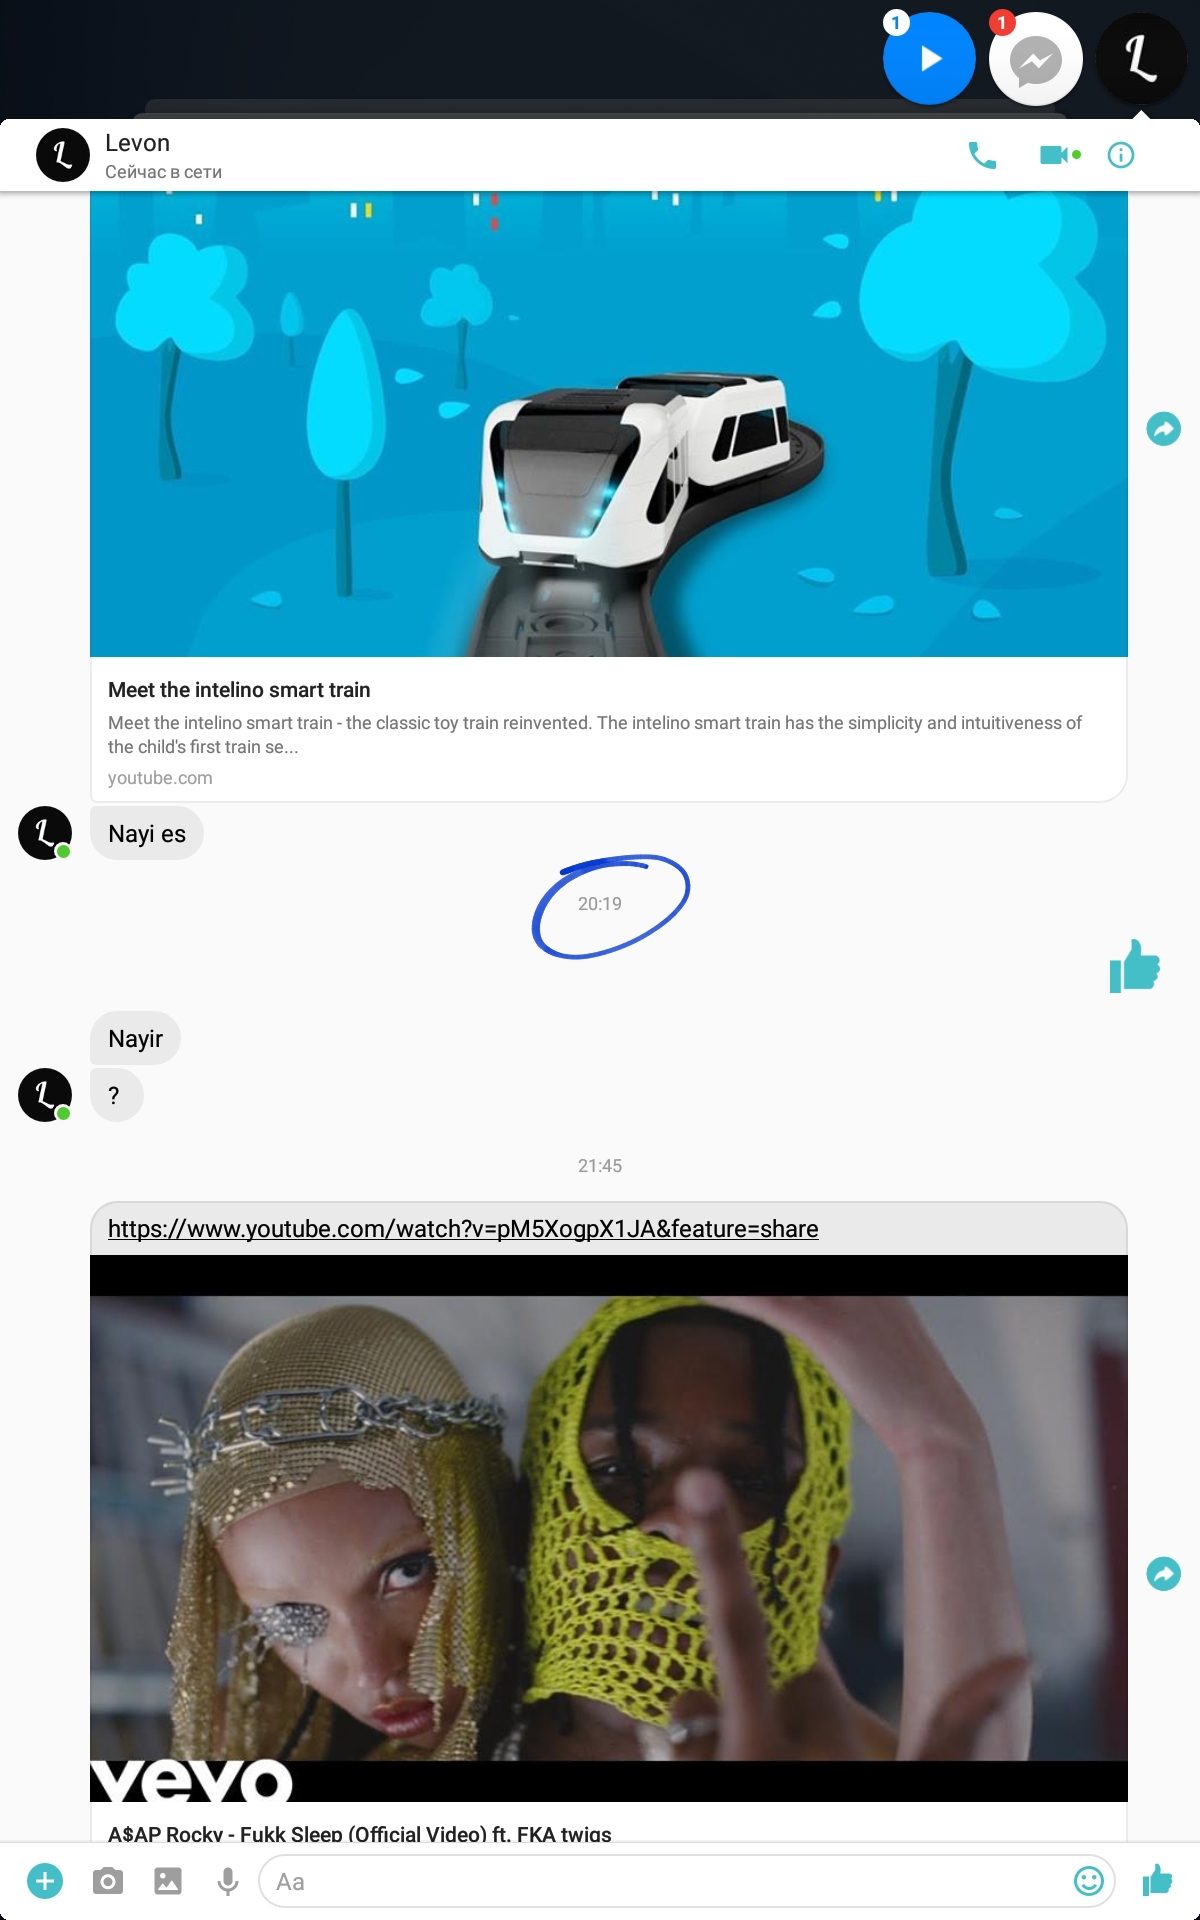 1
1
L
L
Levon
Сейчас в сети
Meet the intelino smart train
Meet the intelino smart train - the classic toy train reinvented. The intelino smart train has the simplicity and intuitiveness of
the child's first train se...
youtube.com
L
Nayi es
20:19
Nayir
L
?
21:45
https://www.youtube.com/watch?v=pM5XogpX1JA&feature=share
vevo
A$AP Rocky - Fukk Sleep (Official Video) ft. FKA twigs
Aa